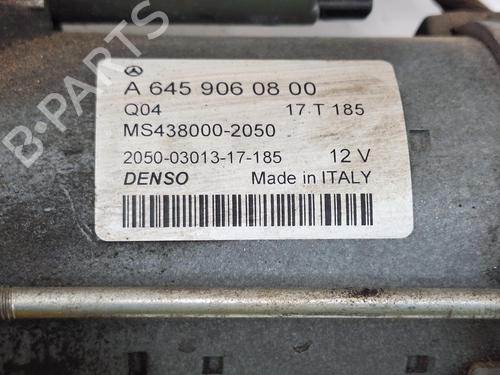 A 645 906 08 00
Q04 17.T 185
MS438000-2050
2050-03013-17-185 12 V
DENSO Made in ITALY
B-Parts